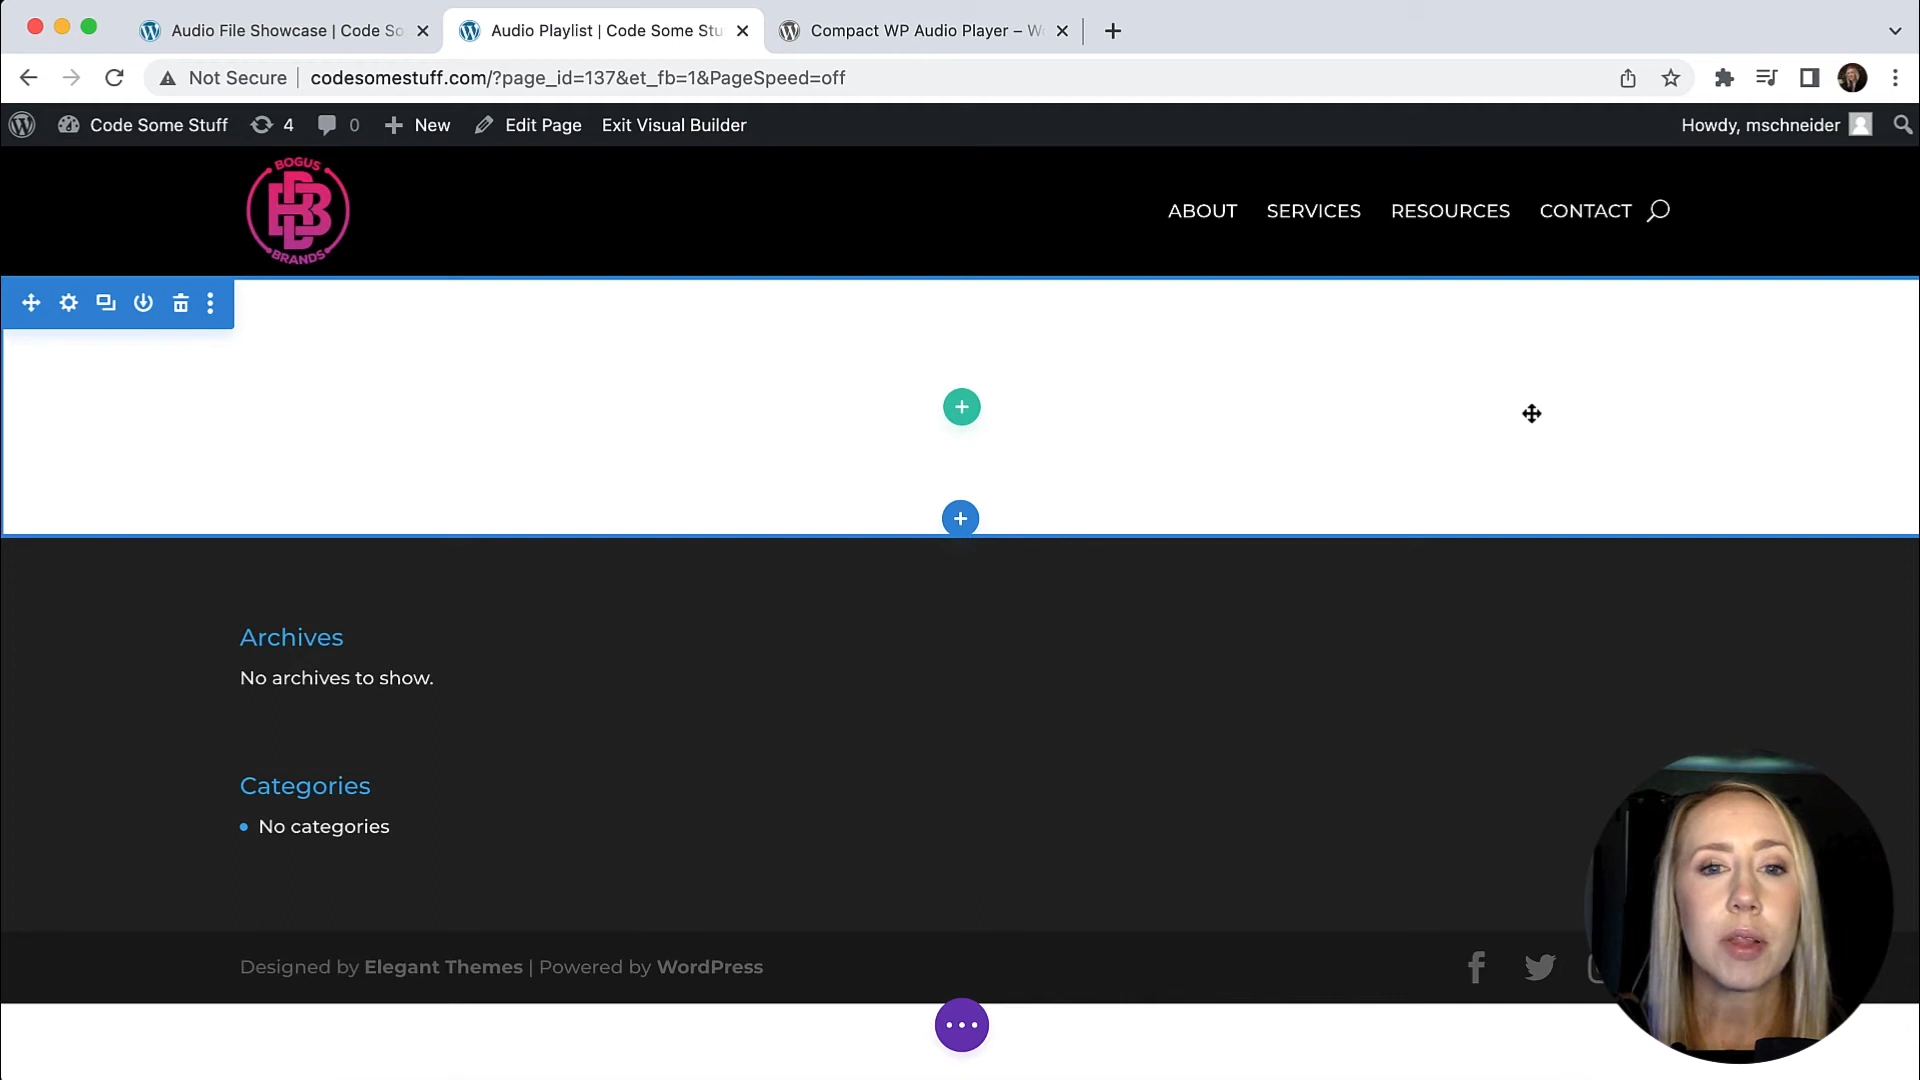 Audio File Showcase | Code So
Audio Playlist | Code Some Stu
Compact WP Audio Player – W
Not Secure
codesomestuff.com/?page_id=137&et_fb=1&PageSpeed=off
Code Some Stuff
4
0
New
Edit Page
Exit Visual Builder
Howdy, mschneider
BOGUS
BB
BRANDS
ABOUT
SERVICES
RESOURCES
CONTACT
Archives
No archives to show.
Categories
No categories
Designed by Elegant Themes | Powered by WordPress